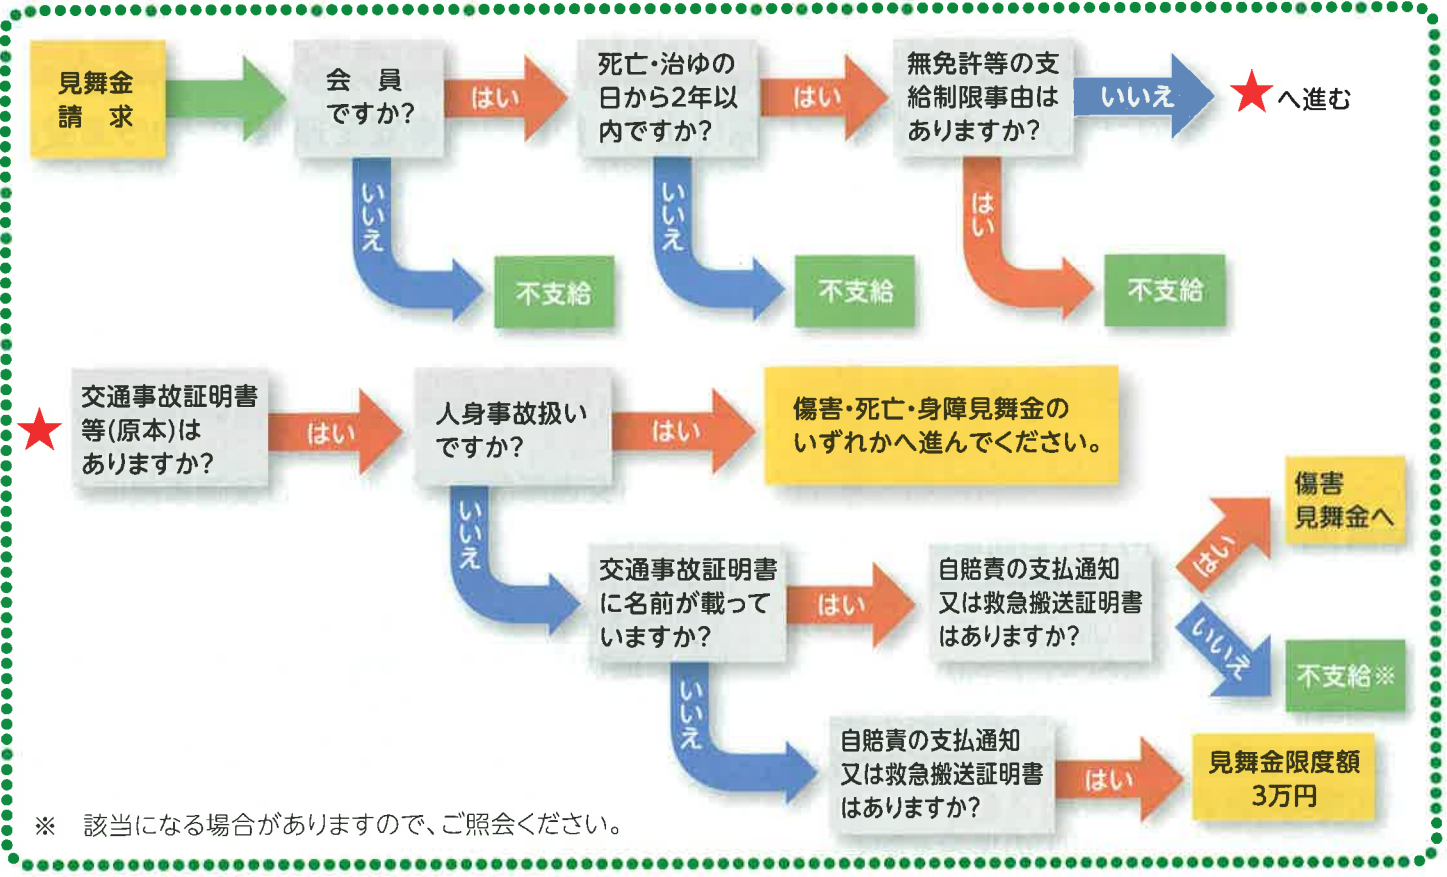 見舞金
請　求
会　員
ですか?
はい
死亡・治ゆの
日から2年以
内ですか?
はい
無免許等の支
給制限事由は
ありますか?
いいえ
★へ進む
いいえ
不支給
いいえ
不支給
はい
不支給
★
交通事故証明書
等(原本)は
ありますか?
はい
人身事故扱い
ですか?
はい
傷害・死亡・身障見舞金の
いずれかへ進んでください。
いいえ
交通事故証明書
に名前が載って
いますか?
はい
自賠責の支払通知
又は救急搬送証明書
はありますか?
はい
傷害
見舞金へ
いいえ
不支給※
いいえ
自賠責の支払通知
又は救急搬送証明書
はありますか?
はい
見舞金限度額
3万円
※　該当になる場合がありますので、ご照会ください。